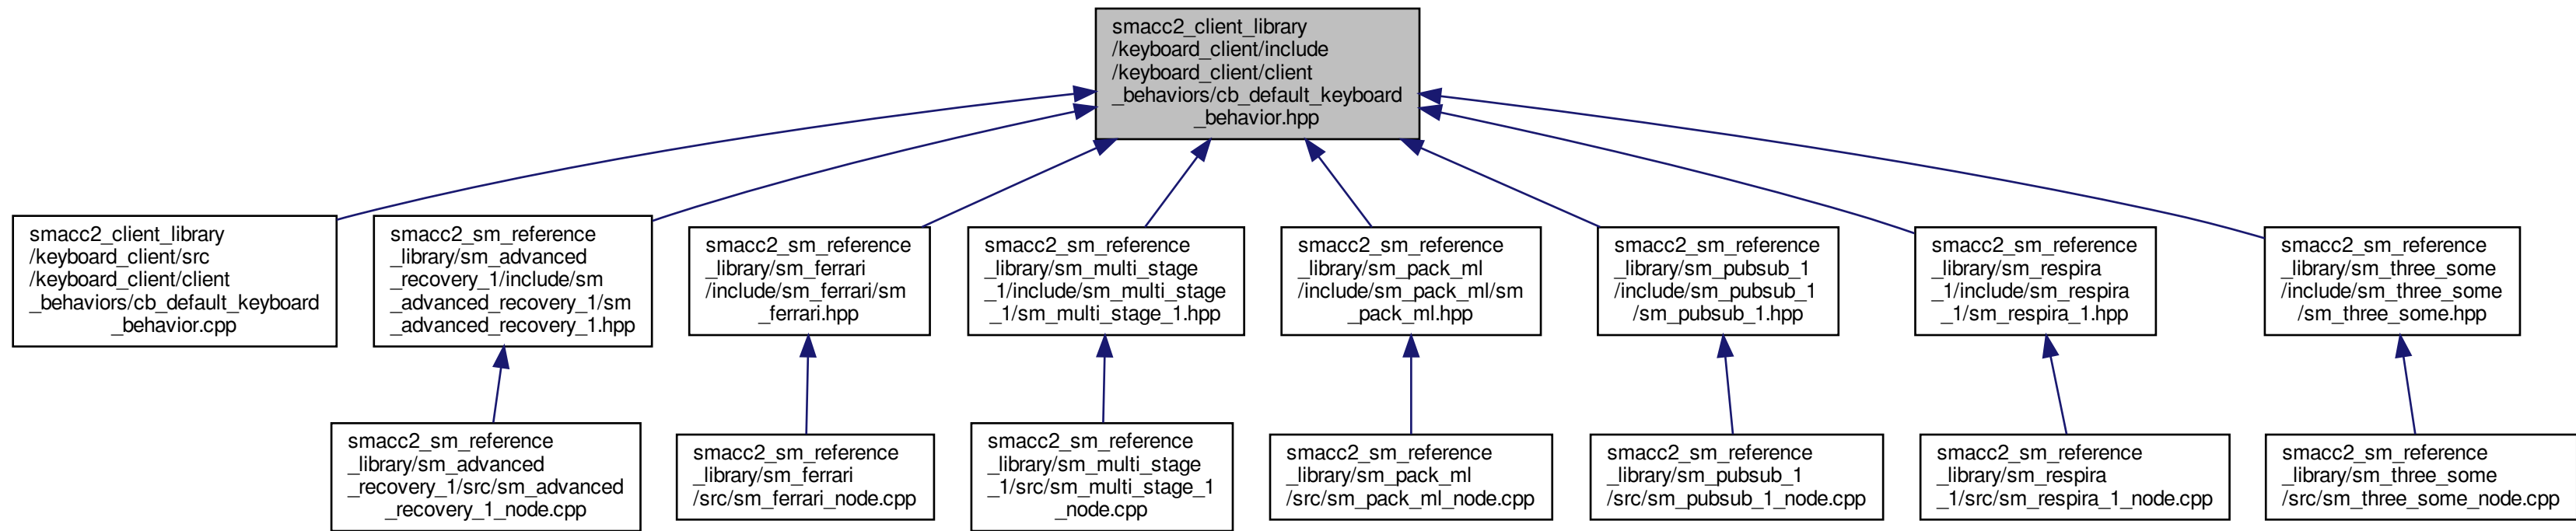 smacc2_client_library
/keyboard_client/include
/keyboard_client/client
_behaviors/cb_default_keyboard
_behavior.hpp
smacc2_client_library
/keyboard_client/src
/keyboard_client/client
_behaviors/cb_default_keyboard
_behavior.cpp
smacc2_sm_reference
_library/sm_advanced
_recovery_1/include/sm
_advanced_recovery_1/sm
_advanced_recovery_1.hpp
smacc2_sm_reference
_library/sm_ferrari
/include/sm_ferrari/sm
_ferrari.hpp
smacc2_sm_reference
_library/sm_multi_stage
_1/include/sm_multi_stage
_1/sm_multi_stage_1.hpp
smacc2_sm_reference
_library/sm_pack_ml
/include/sm_pack_ml/sm
_pack_ml.hpp
smacc2_sm_reference
_library/sm_pubsub_1
/include/sm_pubsub_1
/sm_pubsub_1.hpp
smacc2_sm_reference
_library/sm_respira
_1/include/sm_respira
_1/sm_respira_1.hpp
smacc2_sm_reference
_library/sm_three_some
/include/sm_three_some
/sm_three_some.hpp
smacc2_sm_reference
_library/sm_advanced
_recovery_1/src/sm_advanced
_recovery_1_node.cpp
smacc2_sm_reference
_library/sm_ferrari
/src/sm_ferrari_node.cpp
smacc2_sm_reference
_library/sm_multi_stage
_1/src/sm_multi_stage_1
_node.cpp
smacc2_sm_reference
_library/sm_pack_ml
/src/sm_pack_ml_node.cpp
smacc2_sm_reference
_library/sm_pubsub_1
/src/sm_pubsub_1_node.cpp
smacc2_sm_reference
_library/sm_respira
_1/src/sm_respira_1_node.cpp
smacc2_sm_reference
_library/sm_three_some
/src/sm_three_some_node.cpp